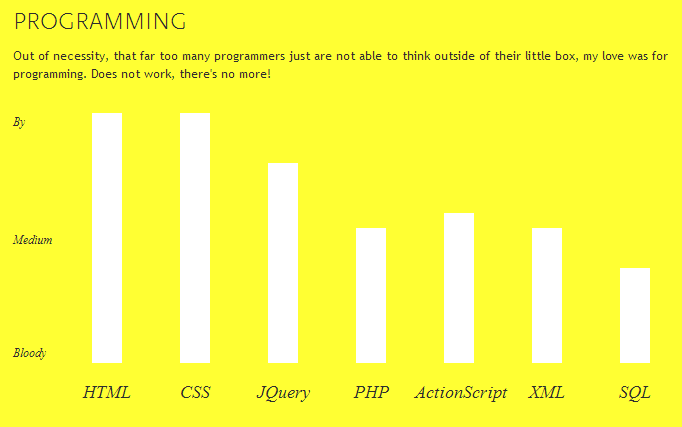 PROGRAMMING
Out of necessity, that far too many programmers just are not able to think outside of their little box, my love was for
programming. Does not work, there's no more!
By
Medium
Bloody
HTML CSS JQuery PHP ActionScript XML SQL